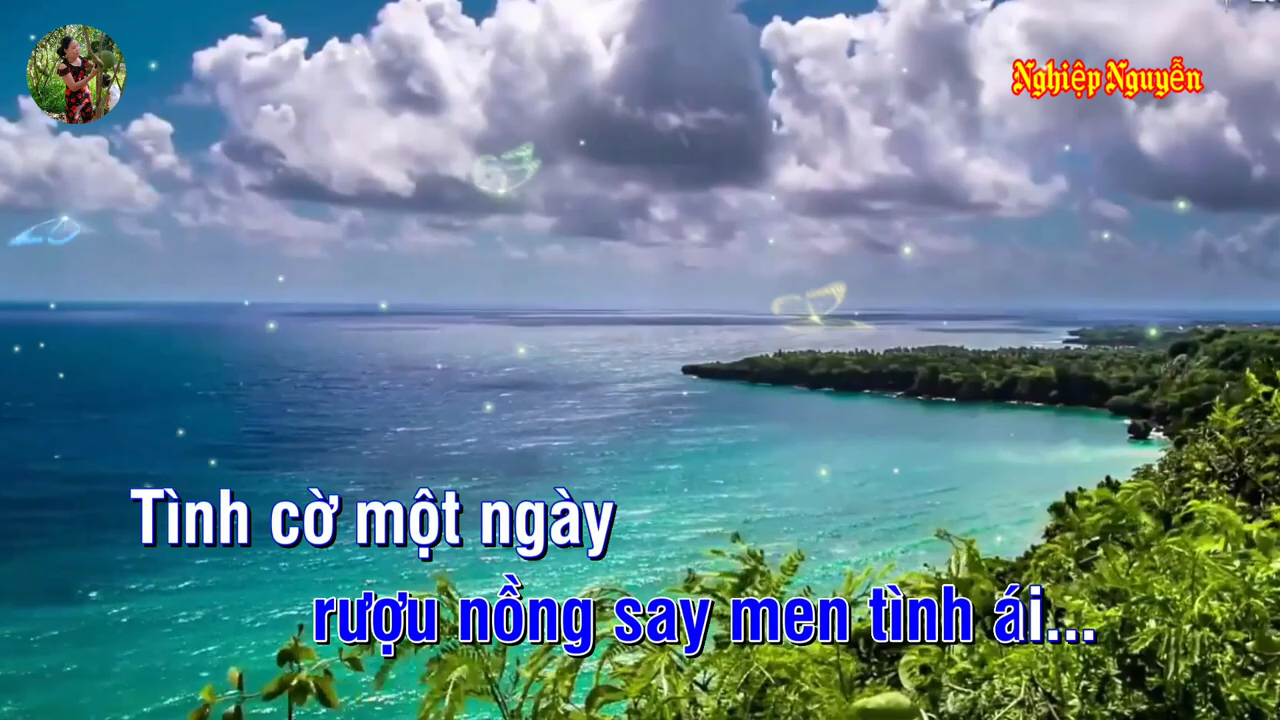 Nghiệp Nguyễn
Tình cờ một ngày
rượu nồng say men tình ái...